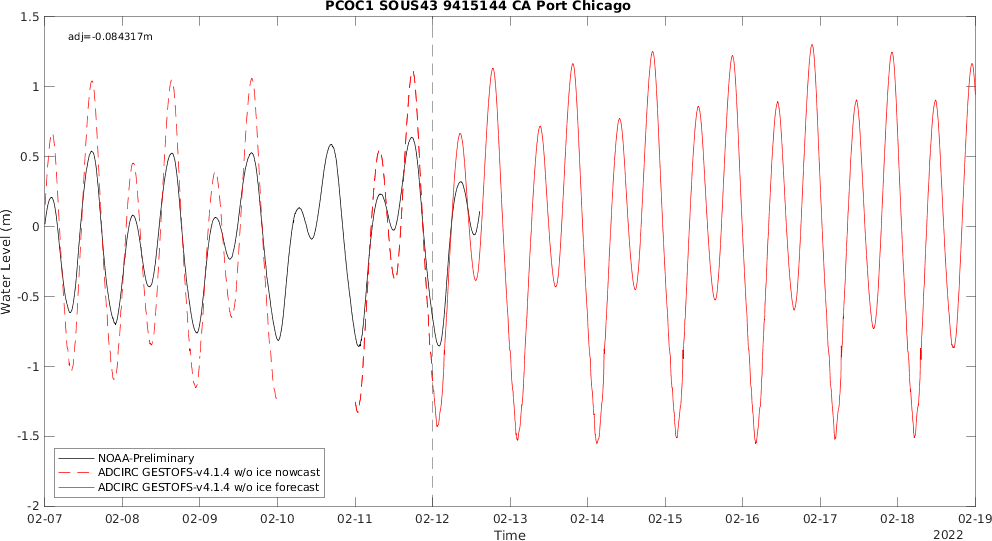 PCOC1 SOUS43 9415144 CA Port Chicago
adj=-0.084317m
1.5
1
0.5
0
-0.5
-1
-1.5
-2
Water Level (m)
NOAA-Preliminary
ADCIRC GESTOFS-v4.1.4 w/o ice nowcast
ADCIRC GESTOFS-v4.1.4 w/o ice forecast
02-07 02-08 02-09 02-10 02-11 02-12 02-13 02-14 02-15 02-16 02-17 02-18 02-19
Time
2022